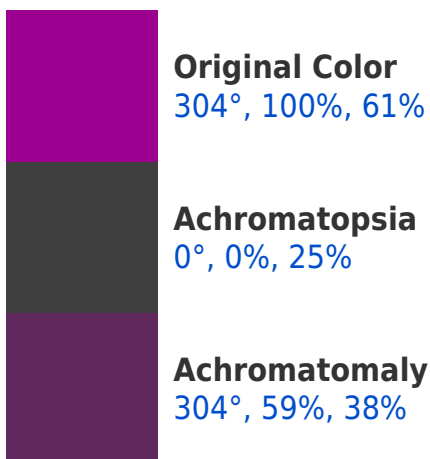 Original Color
304°, 100%, 61%
Achromatopsia
0°, 0%, 25%
Achromatomaly
304°, 59%, 38%